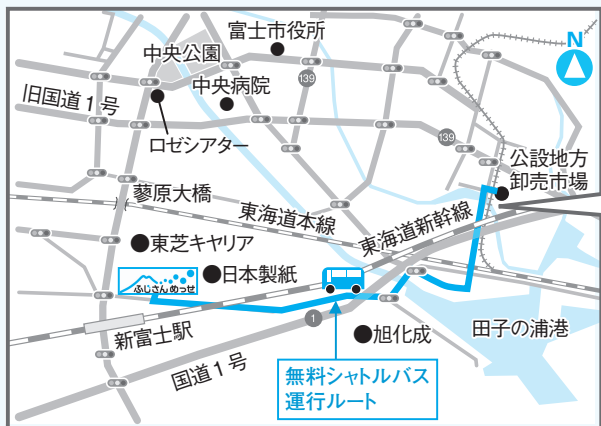 富士市役所
中央公園
N
139
中央病院
旧国道1号
139
ロゼシアター
公設地方
卸売市場
蓼原大橋
東海道本線
東海道新幹線
東芝キヤリア
日本製紙
ふじさんめっせ
1
新富士駅
旭化成
田子の浦港
国道1号
無料シャトルバス
運行ルート